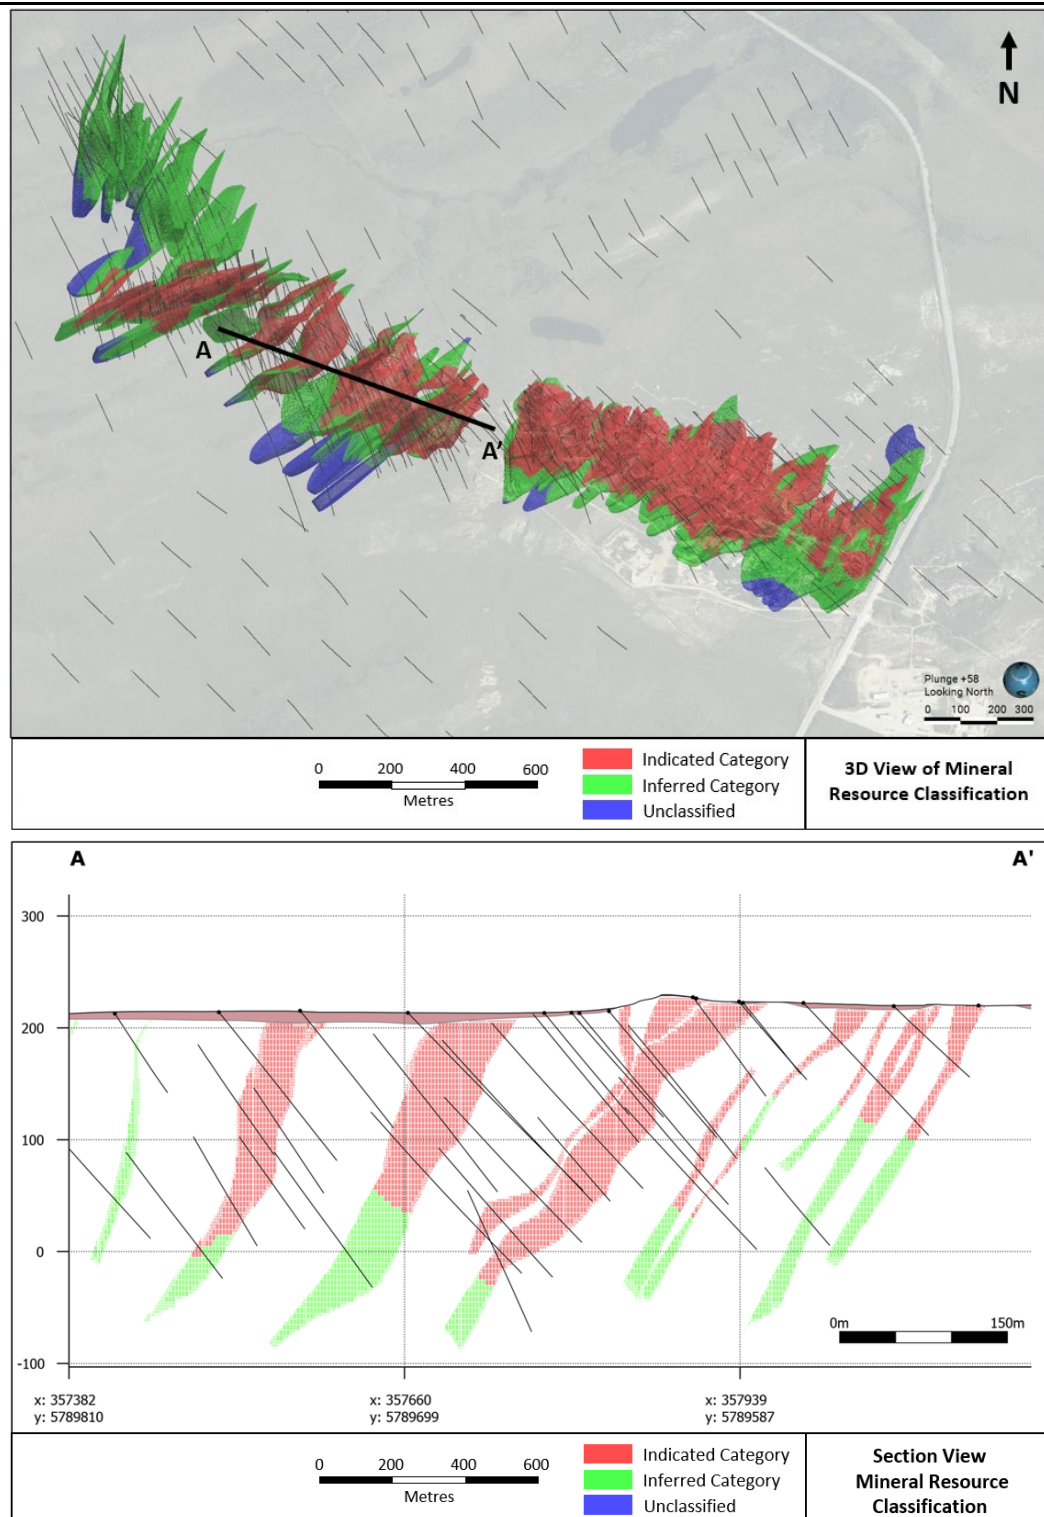 N
A
A'
Plunge +58
Looking North
0 100 200 300
0 200 400 600
Metres
Indicated Category
Inferred Category
Unclassified
3D View of Mineral
Resource Classification
A A'
300
200
100
0
-100
0m 150m
x: 357382 x: 357660 x: 357939
y: 5789810 y: 5789699 y: 5789587
0 200 400 600
Metres
Indicated Category
Inferred Category
Unclassified
Section View
Mineral Resource
Classification